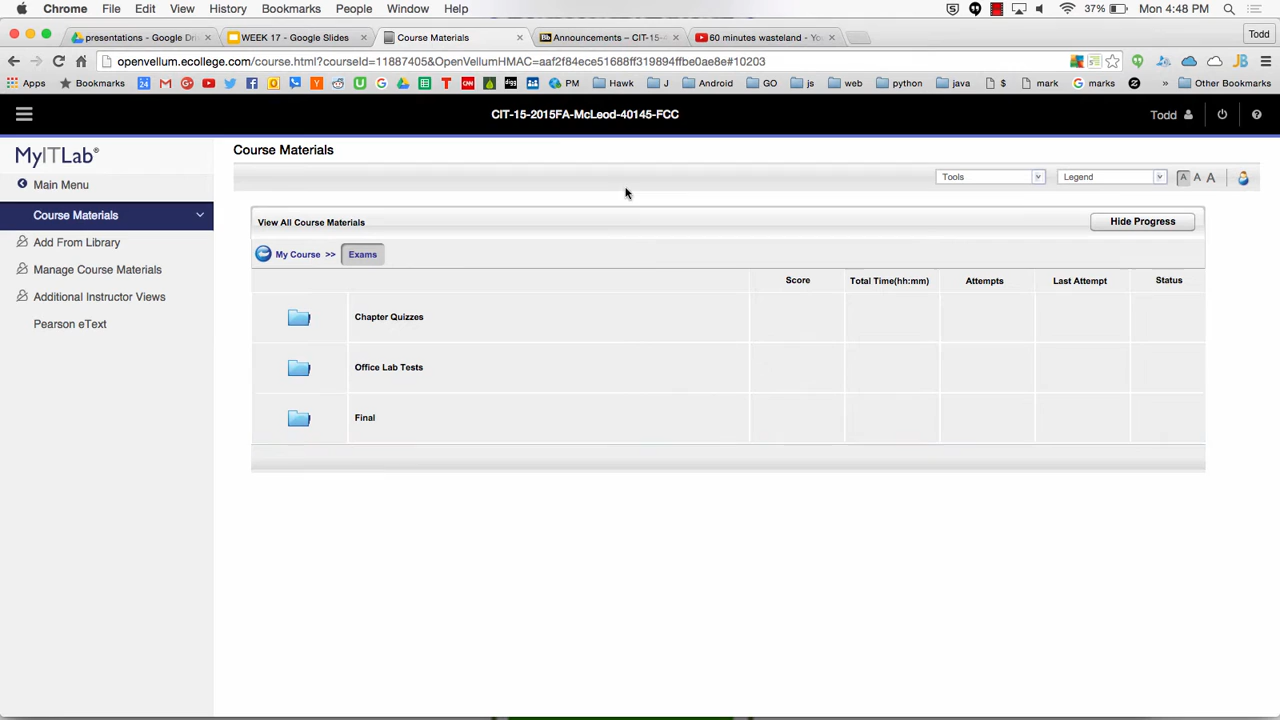 Chrome File Edit View History Bookmarks People Window Help 37% Mon 4:48 PM
presentations - Google Dri WEEK 17 - Google Slides Course Materials Announcements – CIT-15- 60 minutes wasteland - You Todd
openvellum.ecollege.com/course.html?courseId=11887405&OpenVellumHMAC=aaf2f84ece51688ff319894ffbe0ae8e#10203
Apps Bookmarks Hawk J Android GO js web python java $ mark marks » Other Bookmarks
CIT-15-2015FA-McLeod-40145-FCC
Todd
MyITLab®
Main Menu
Course Materials
Add From Library
Manage Course Materials
Additional Instructor Views
Pearson eText
Course Materials
Tools Legend A A A
View All Course Materials Hide Progress
My Course >> Exams
Score Total Time(hh:mm) Attempts Last Attempt Status
Chapter Quizzes
Office Lab Tests
Final